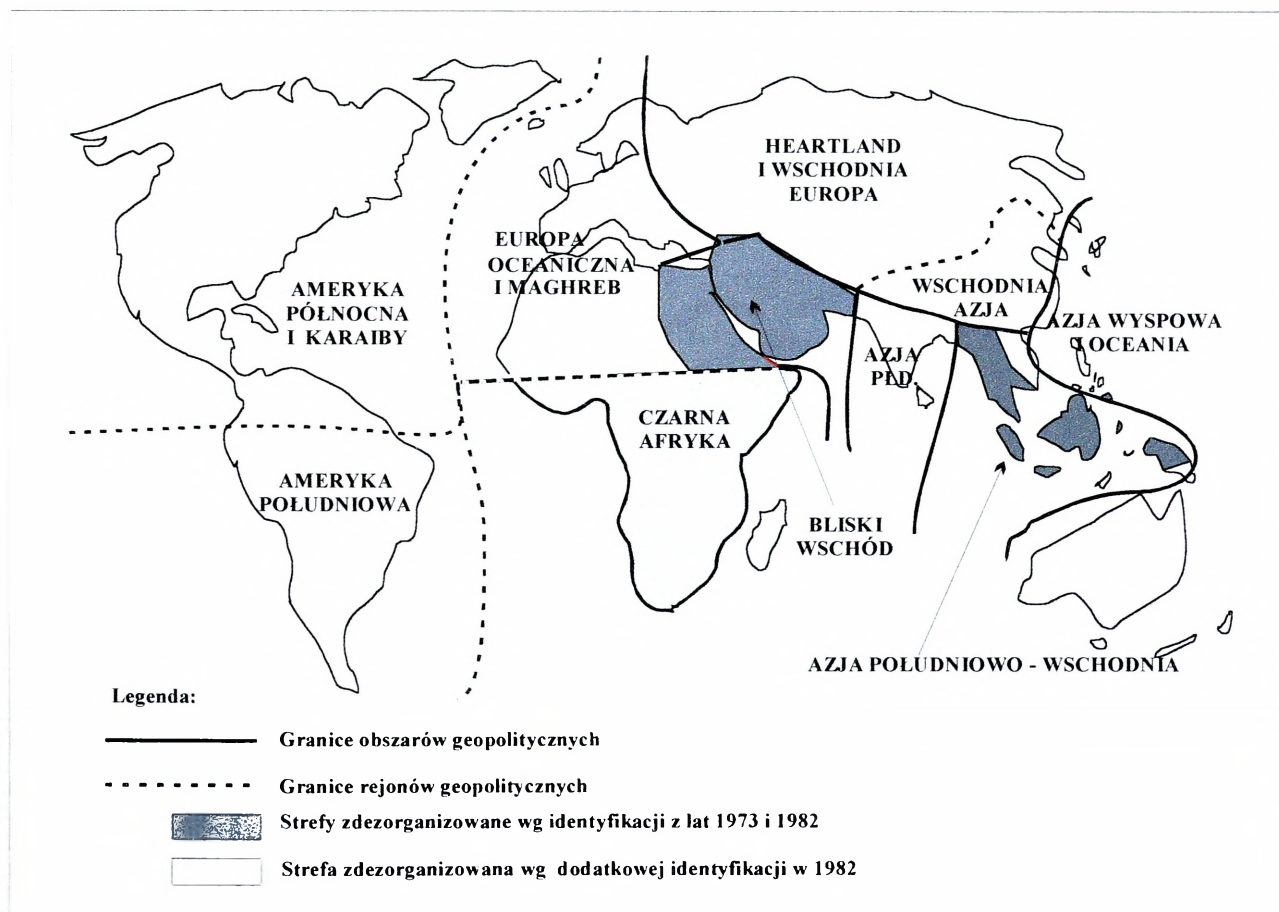 HEARTLAND
I WSCHODNIA
EUROPA
EUROPA
OCEANICZNA
I MAGHREB
AMERYKA
PÓŁNOCNA
I KARAIBY
WSCHODNIA
AZJA
AZJA WYSPOWA
I OCEANIA
AZJA
PŁD.
CZARNA
AFRYKA
AMERYKA
POŁUDNIOWA
BLISKI
WSCHÓD
AZJA POŁUDNIOWO - WSCHODNIA
Legenda:
Granice obszarów geopolitycznych
Granice rejonów geopolitycznych
Strefy zdezorganizowane wg identyfikacji z lat 1973 i 1982
Strefa zdezorganizowana wg dodatkowej identyfikacji w 1982